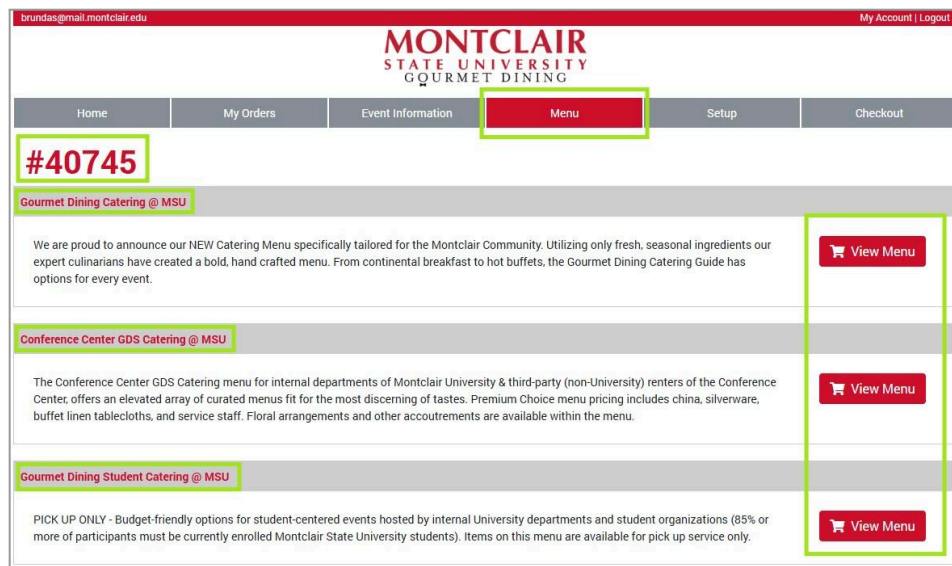 brundas@mail.montclair.edu My Account | Logout
MONTCLAIR
STATE UNIVERSITY
GOURMET DINING
Home My Orders Event Information Menu Setup Checkout
#40745
Gourmet Dining Catering @ MSU
We are proud to announce our NEW Catering Menu specifically tailored for the Montclair Community. Utilizing only fresh, seasonal ingredients our
expert culinarians have created a bold, hand crafted menu. From continental breakfast to hot buffets, the Gourmet Dining Catering Guide has
options for every event.
View Menu
Conference Center GDS Catering @ MSU
The Conference Center GDS Catering menu for internal departments of Montclair University & third-party (non-University) renters of the Conference
Center, offers an elevated array of curated menus fit for the most discerning of tastes. Premium Choice menu pricing includes china, silverware,
buffet linen tablecloths, and service staff. Floral arrangements and other accoutrements are available within the menu.
View Menu
Gourmet Dining Student Catering @ MSU
PICK UP ONLY - Budget-friendly options for student-centered events hosted by internal University departments and student organizations (85% or
more of participants must be currently enrolled Montclair State University students). Items on this menu are available for pick up service only.
View Menu